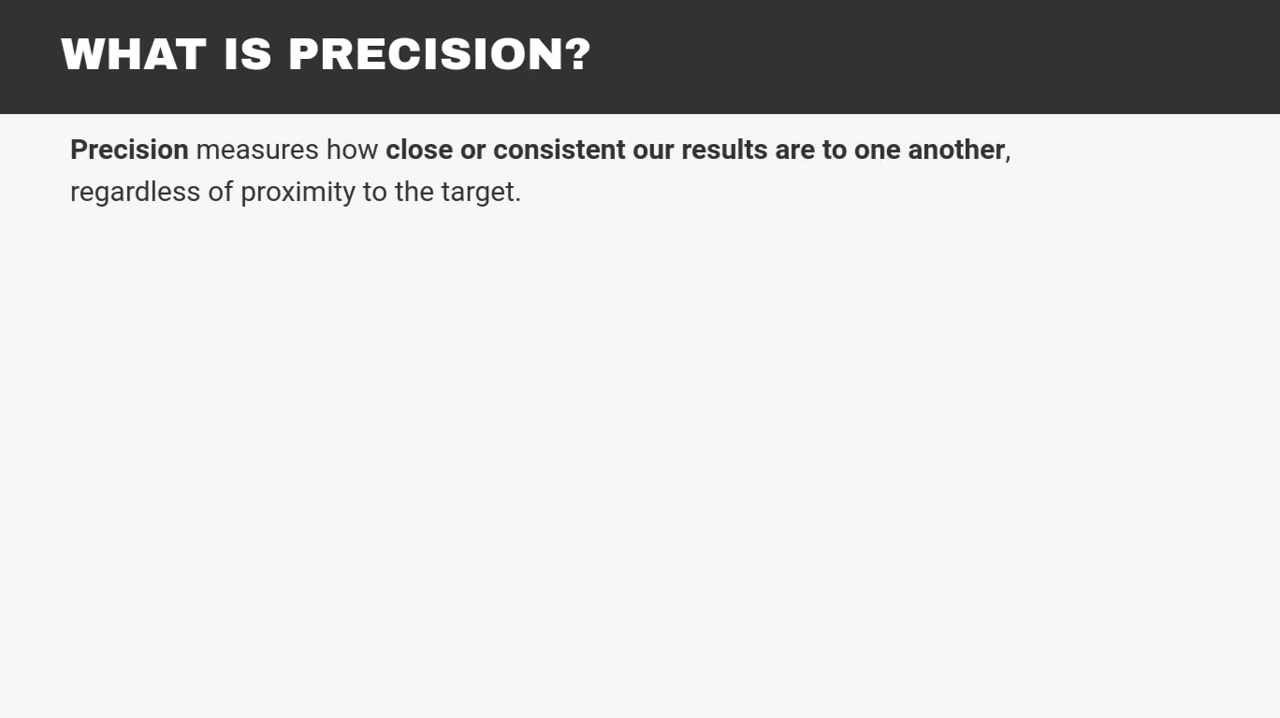 WHAT IS PRECISION?
Precision measures how close or consistent our results are to one another,
regardless of proximity to the target.